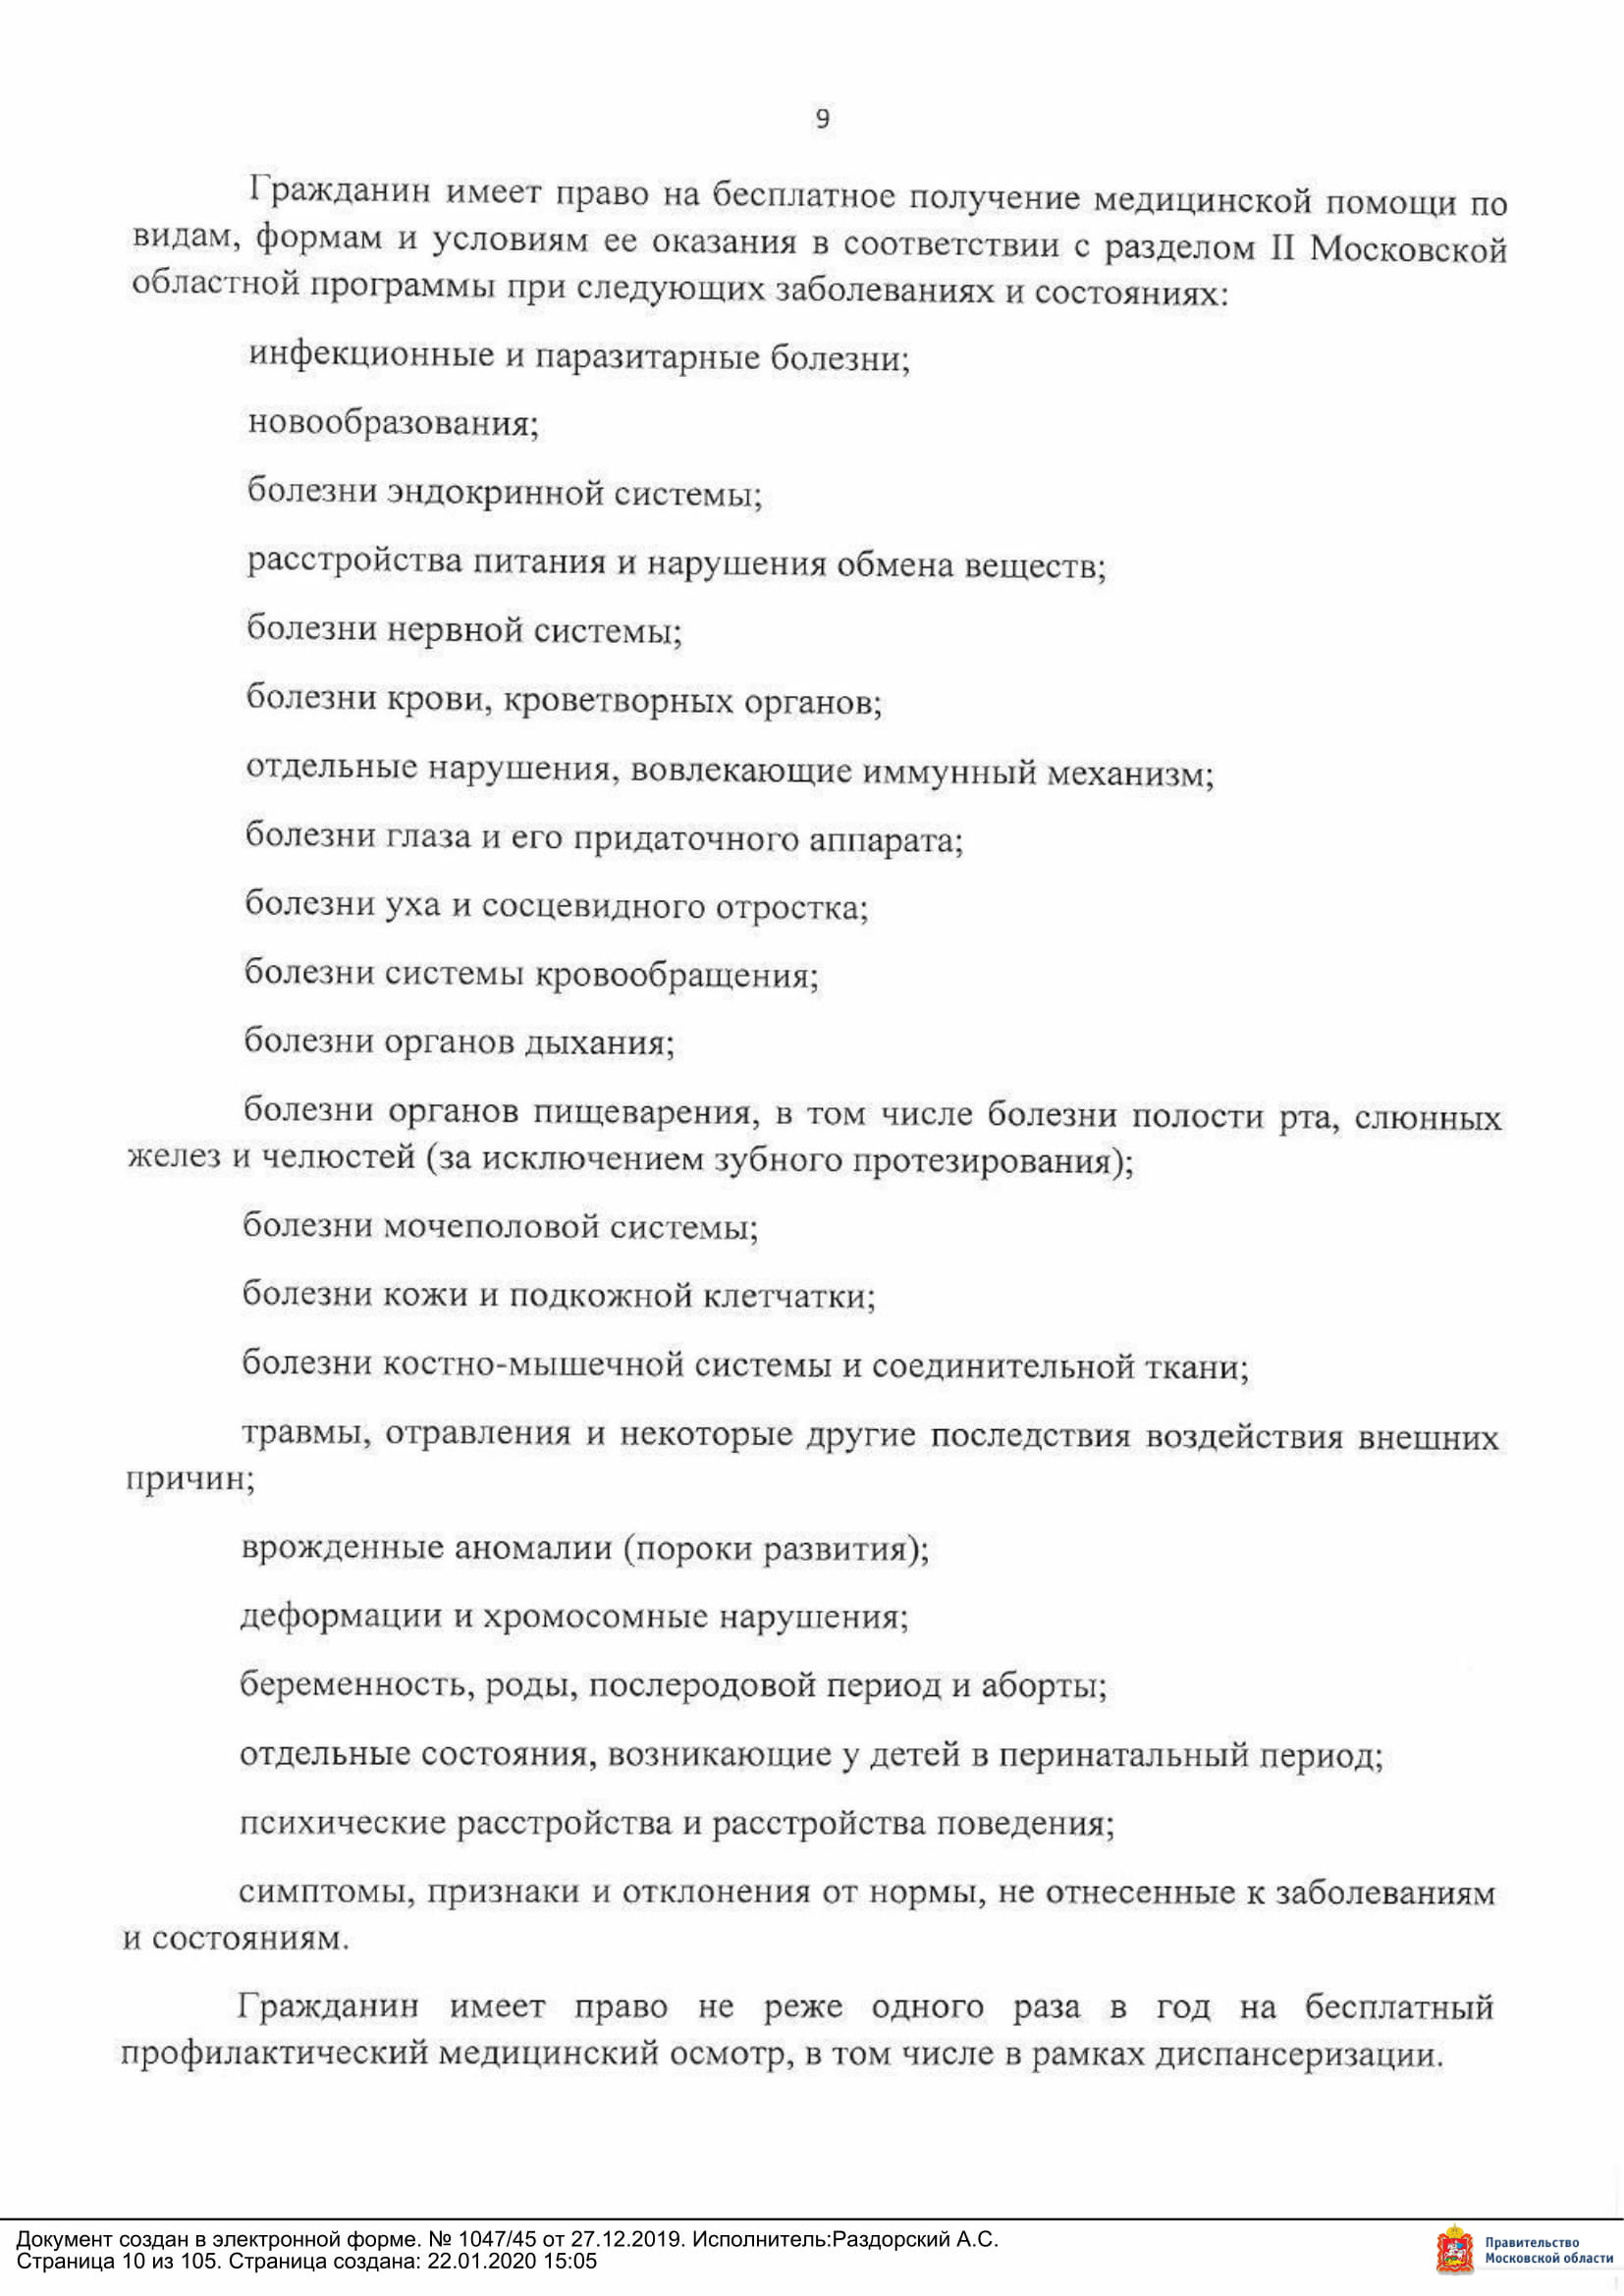 9
Гражданин имеет право на бесплатное получение медицинской помощи по
видам, формам и условиям ее оказания в соответствии с разделом II Московской
областной программы при следующих заболеваниях и состояниях:
инфекционные и паразитарные болезни;
новообразования;
болезни эндокринной системы;
расстройства питания и нарушения обмена веществ;
болезни нервной системы;
болезни крови, кроветворных органов;
отдельные нарушения, вовлекающие иммунный механизм;
болезни глаза и его придаточного аппарата;
болезни уха и сосцевидного отростка;
болезни системы кровообращения;
болезни органов дыхания;
болезни органов пищеварения, в том числе болезни полости рта, слюнных
желез и челюстей (за исключением зубного протезирования);
болезни мочеполовой системы;
болезни кожи и подкожной клетчатки;
болезни костно-мышечной системы и соединительной ткани;
травмы, отравления и некоторые другие последствия воздействия внешних
причин;
врожденные аномалии (пороки развития);
деформации и хромосомные нарушения;
беременность, роды, послеродовой период и аборты;
отдельные состояния, возникающие у детей в перинатальный период;
психические расстройства и расстройства поведения;
симптомы, признаки и отклонения от нормы, не отнесенные к заболеваниям
и состояниям.
Гражданин имеет право не реже одного раза в год на бесплатный
профилактический медицинский осмотр, в том числе в рамках диспансеризации.
Документ создан в электронной форме. № 1047/45 от 27.12.2019. Исполнитель:Раздорский А.С.
Страница 10 из 105. Страница создана: 22.01.2020 15:05
Правительство
Московской области